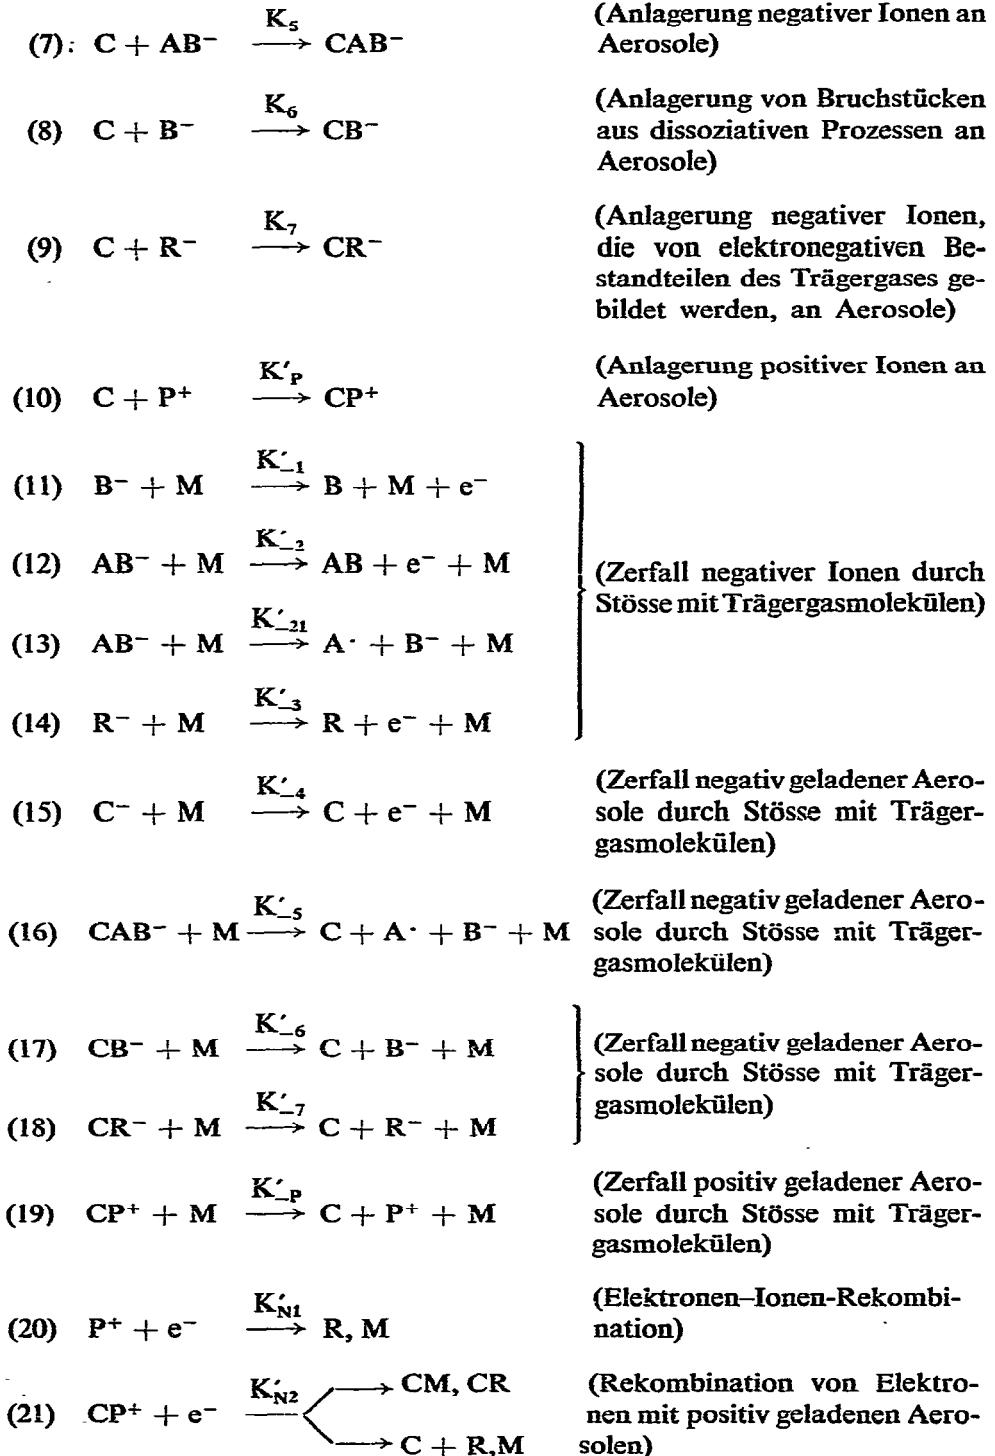 (7): C + AB⁻ —K₅→ CAB⁻ (Anlagerung negativer Ionen an
Aerosole)
(8) C + B⁻ —K₆→ CB⁻ (Anlagerung von Bruchstücken
aus dissoziativen Prozessen an
Aerosole)
(9) C + R⁻ —K₇→ CR⁻ (Anlagerung negativer Ionen,
die von elektronegativen Be-
standteilen des Trägergases ge-
bildet werden, an Aerosole)
(10) C + P⁺ —K′P→ CP⁺ (Anlagerung positiver Ionen an
Aerosole)
(11) B⁻ + M —K′₋₁→ B + M + e⁻
(12) AB⁻ + M —K′₋₂→ AB + e⁻ + M
(Zerfall negativer Ionen durch
Stösse mit Trägergasmolekülen)
(13) AB⁻ + M —K′₋₂₁→ A· + B⁻ + M
(14) R⁻ + M —K′₋₃→ R + e⁻ + M
(15) C⁻ + M —K′₋₄→ C + e⁻ + M (Zerfall negativ geladener Aero-
sole durch Stösse mit Träger-
gasmolekülen)
(16) CAB⁻ + M —K′₋₅→ C + A· + B⁻ + M (Zerfall negativ geladener Aero-
sole durch Stösse mit Träger-
gasmolekülen)
(17) CB⁻ + M —K′₋₆→ C + B⁻ + M (Zerfall negativ geladener Aero-
sole durch Stösse mit Träger-
gasmolekülen)
(18) CR⁻ + M —K′₋₇→ C + R⁻ + M
(19) CP⁺ + M —K′₋P→ C + P⁺ + M (Zerfall positiv geladener Aero-
sole durch Stösse mit Träger-
gasmolekülen)
(20) P⁺ + e⁻ —K′N1→ R, M (Elektronen–Ionen-Rekombi-
nation)
(21) CP⁺ + e⁻ —K′N2→ CM, CR (Rekombination von Elektro-
nen mit positiv geladenen Aero-
→ C + R,M solen)